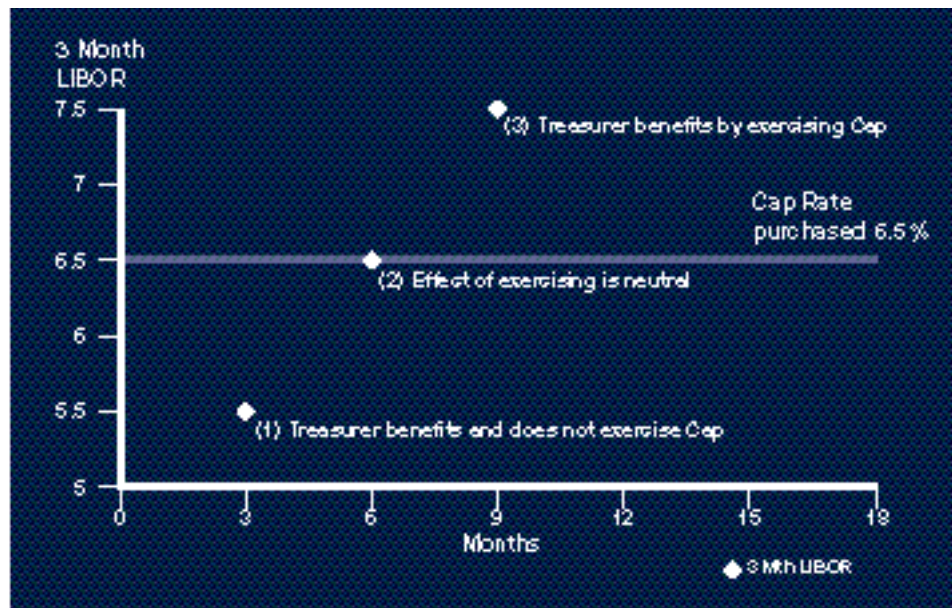 3 Month
LIBOR
7.5
(3) Treasurer benefits by exercising Cap
7
Cap Rate
purchased 6.5%
6.5
(2) Effect of exercising is neutral
6
5.5
(1) Treasurer benefits and does not exercise Cap
5
0 3 6 9 12 15 18
Months
3 Mth LIBOR